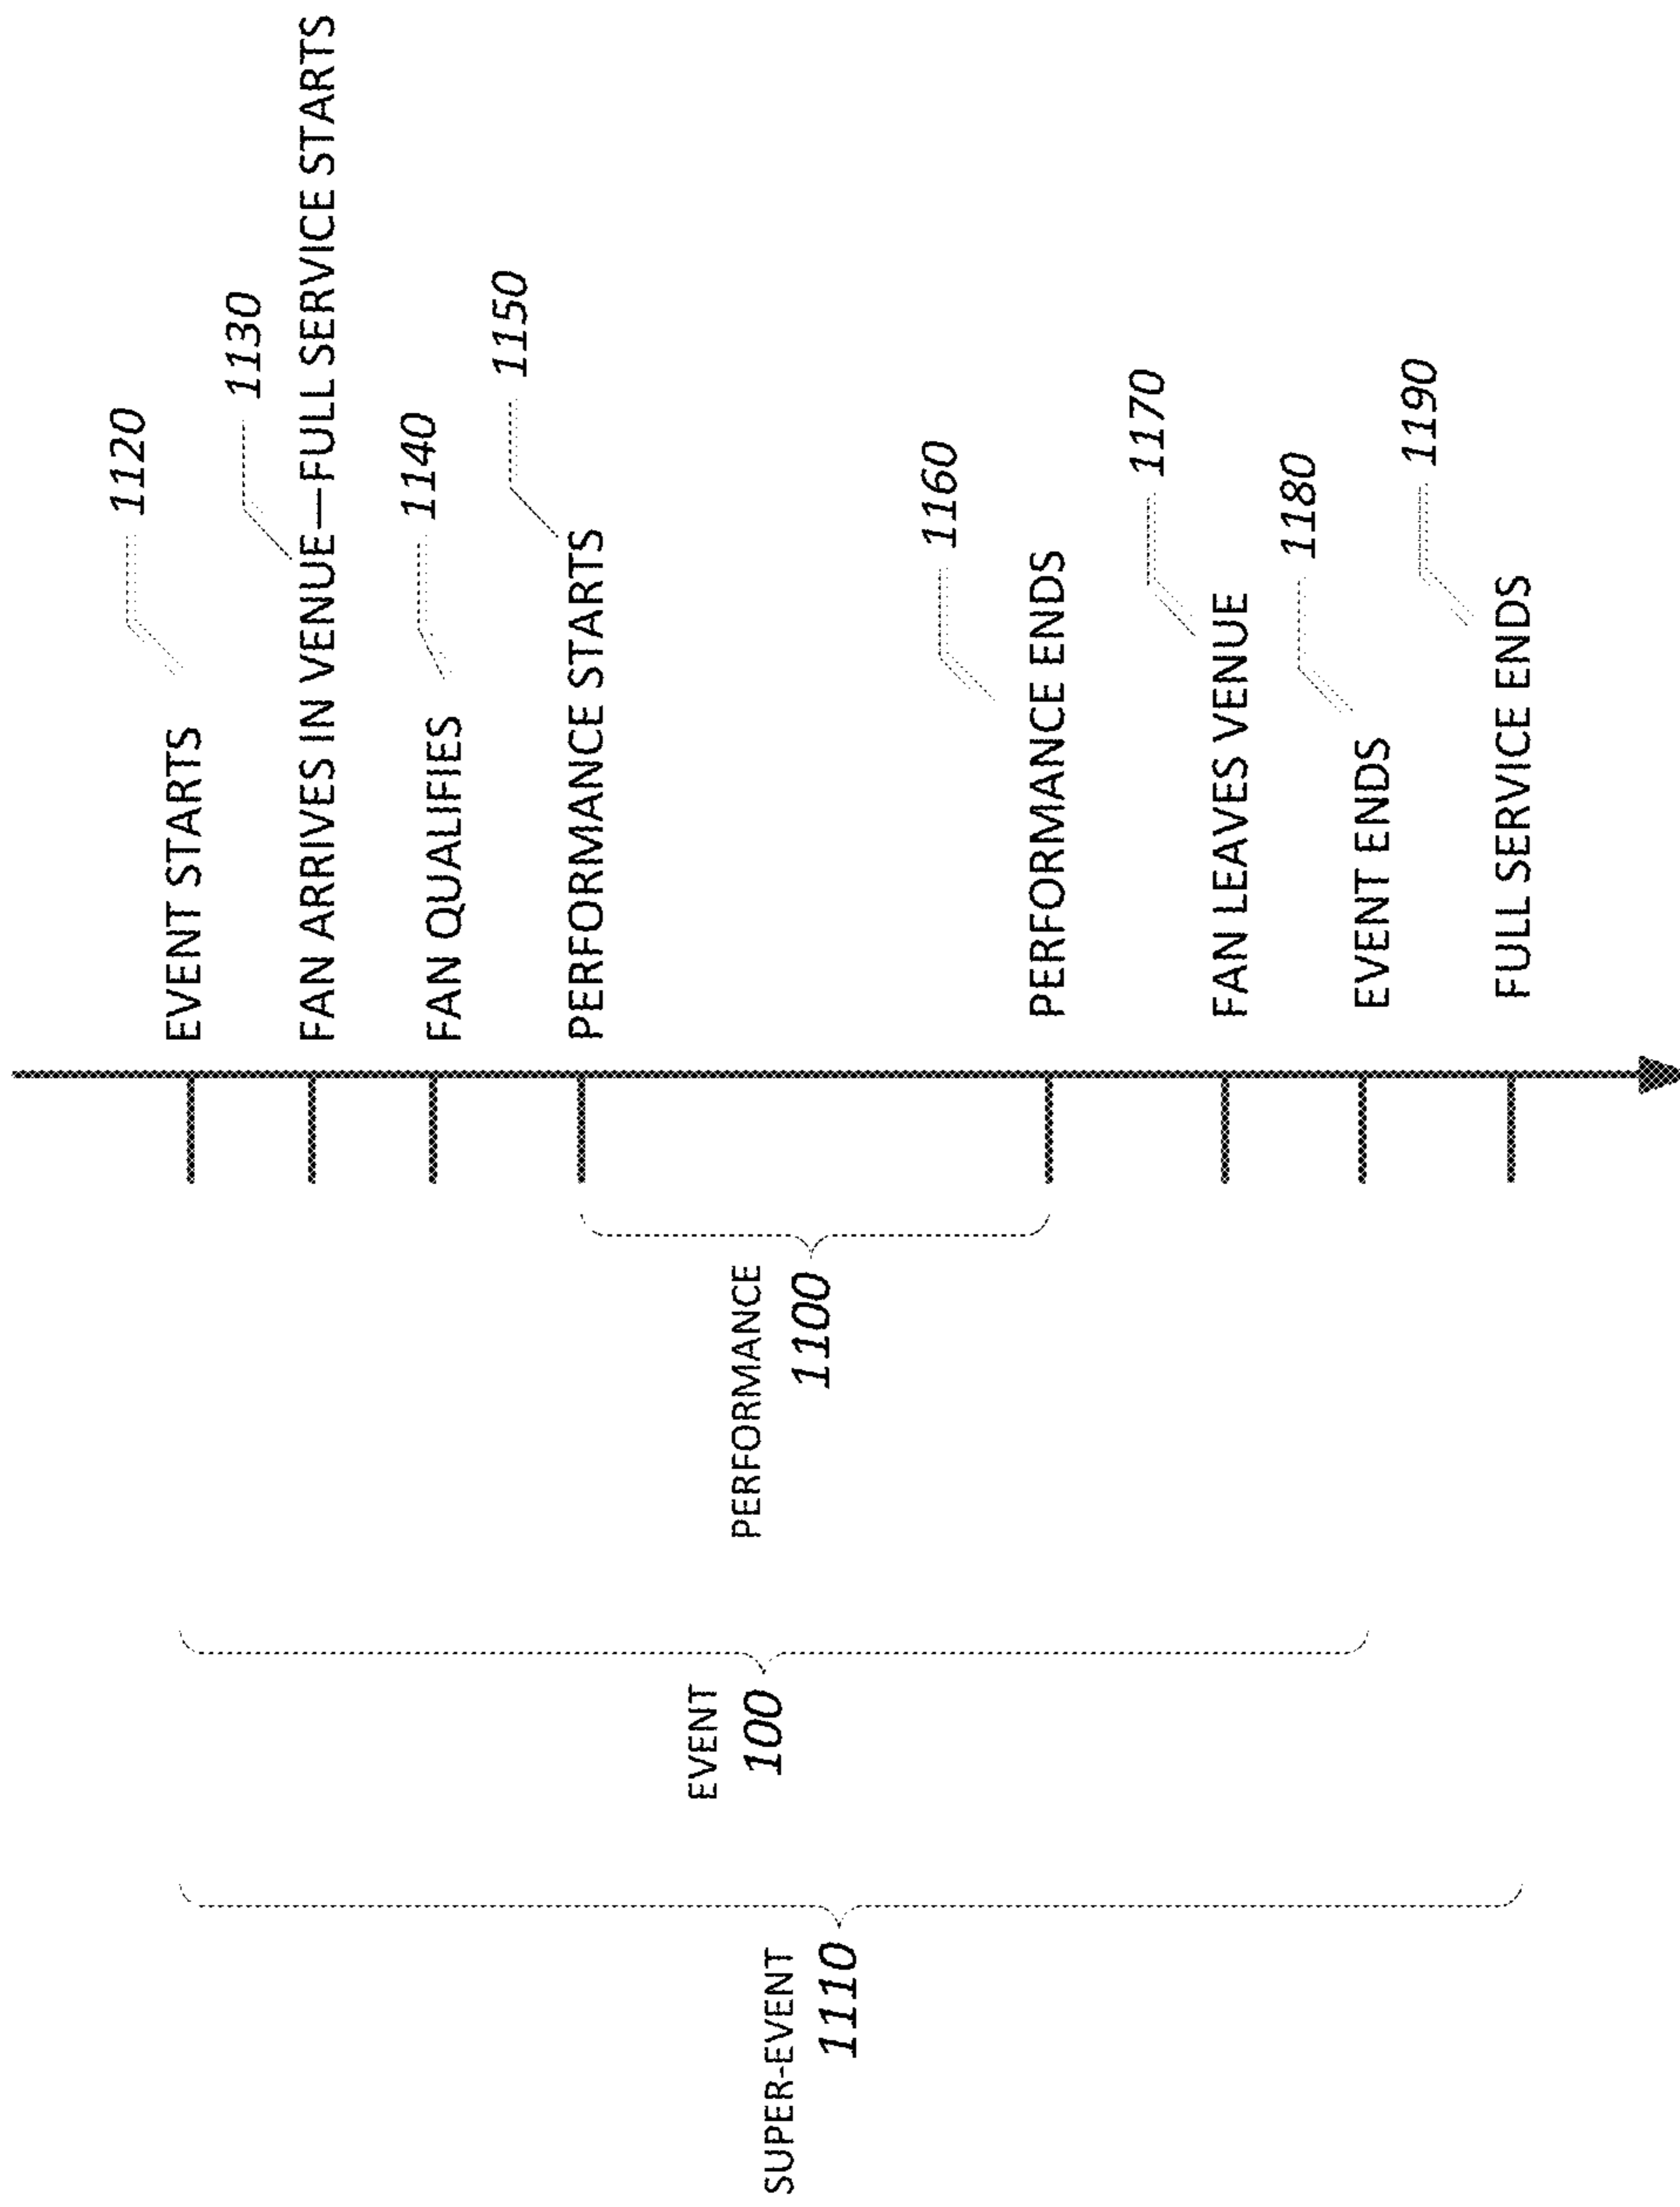 SUPER-EVENT
1110
EVENT
100
PERFORMANCE
1100
EVENT STARTS
1120
FAN ARRIVES IN VENUE—FULL SERVICE STARTS
1130
FAN QUALIFIES
1140
PERFORMANCE STARTS
1150
PERFORMANCE ENDS
1160
FAN LEAVES VENUE
1170
EVENT ENDS
1180
FULL SERVICE ENDS
1190